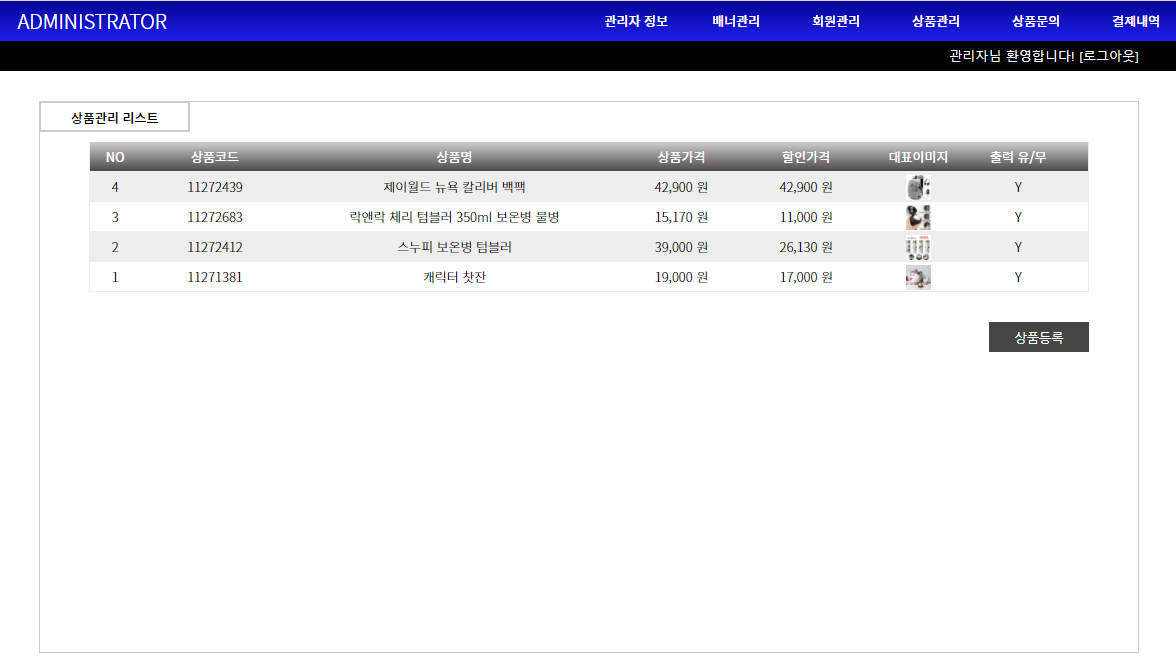 ADMINISTRATOR 관리자 정보 배너관리 회원관리 상품관리 상품문의 결제내역
관리자님 환영합니다! [로그아웃]
상품관리 리스트
NO 상품코드 상품명 상품가격 할인가격 대표이미지 출력 유/무
4 11272439 제이월드 뉴욕 칼리버 백팩 42,900 원 42,900 원 Y
3 11272683 락앤락 체리 텀블러 350ml 보온병 물병 15,170 원 11,000 원 Y
2 11272412 스누피 보온병 텀블러 39,000 원 26,130 원 Y
1 11271381 캐릭터 찻잔 19,000 원 17,000 원 Y
상품등록